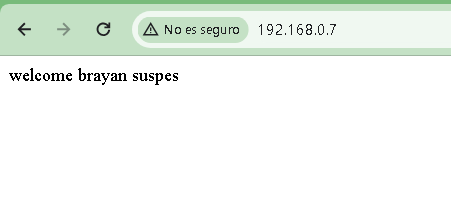 No es seguro 192.168.0.7
welcome brayan suspes